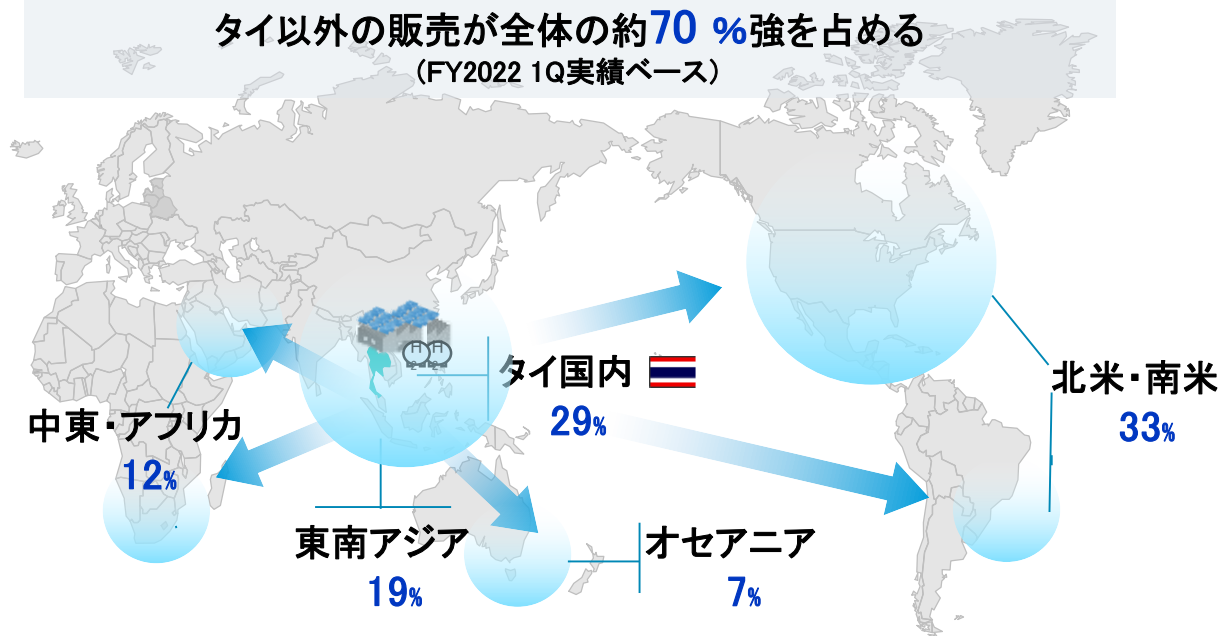 タイ以外の販売が全体の約70 %強を占める
(FY2022 1Q実績ベース)
H2 H2
タイ国内
29%
北米・南米
33%
中東・アフリカ
12%
東南アジア
19%
オセアニア
7%